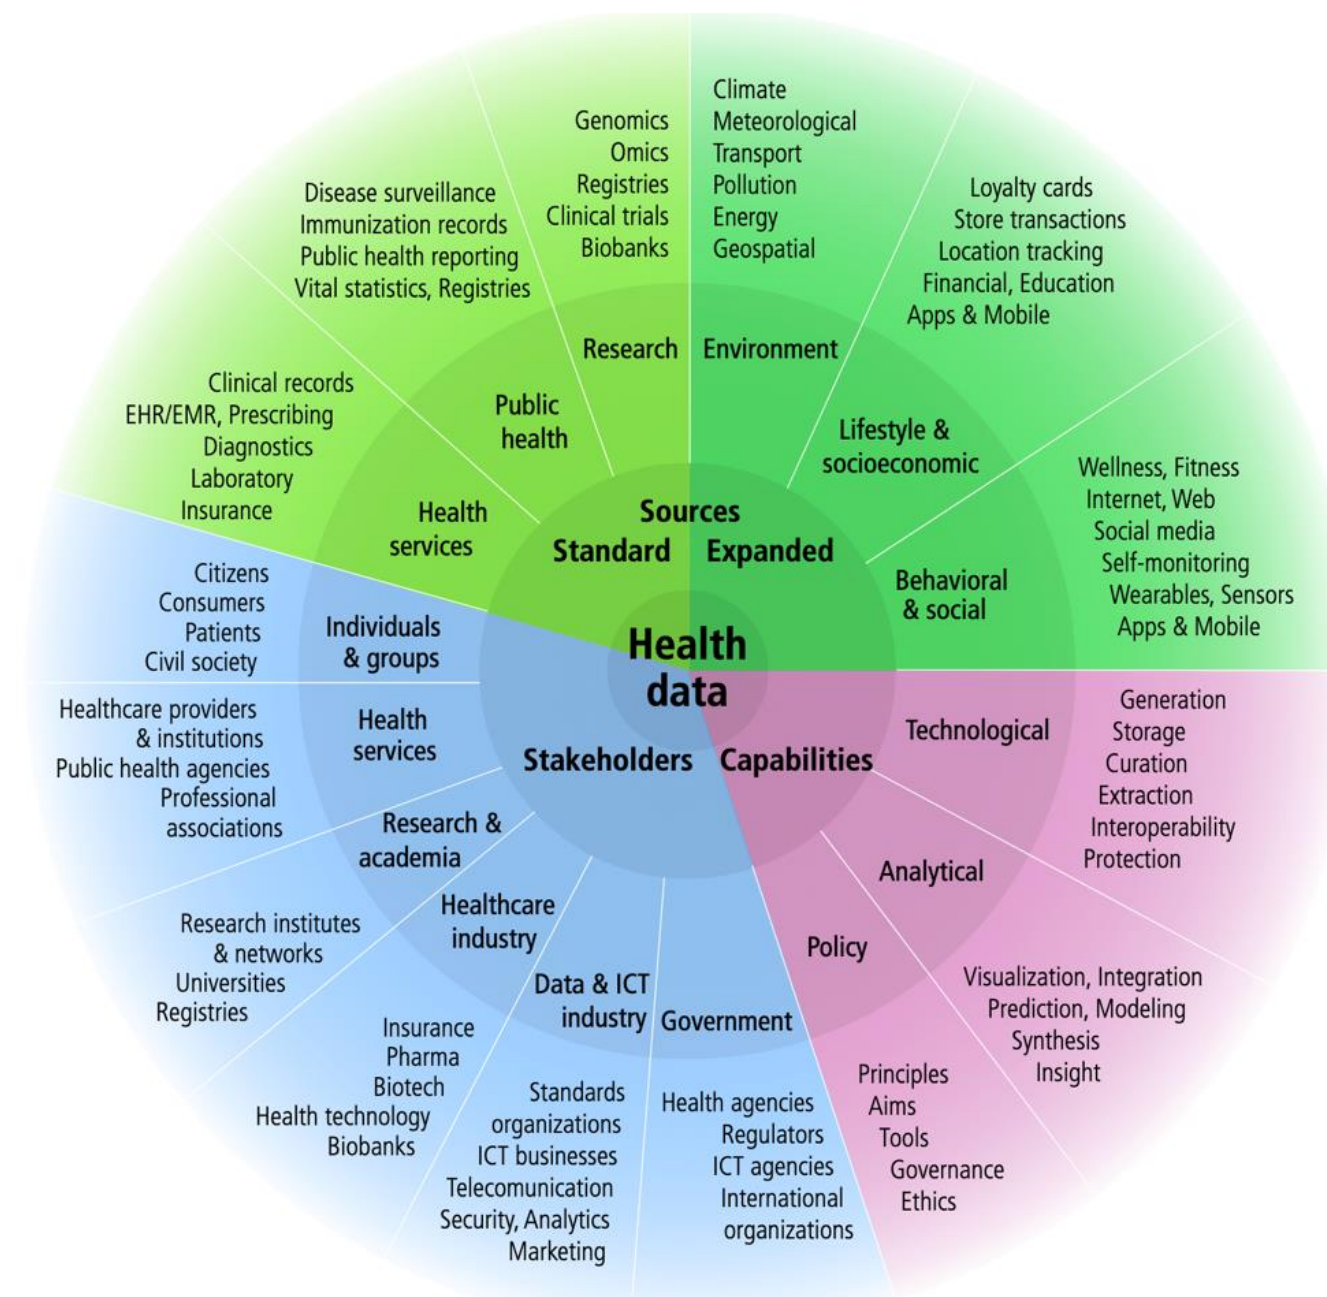 Health
data
Sources
Standard
Expanded
Stakeholders
Capabilities
Research
Genomics
Omics
Registries
Clinical trials
Biobanks
Public
health
Disease surveillance
Immunization records
Public health reporting
Vital statistics, Registries
Health
services
Clinical records
EHR/EMR, Prescribing
Diagnostics
Laboratory
Insurance
Environment
Climate
Meteorological
Transport
Pollution
Energy
Geospatial
Lifestyle &
socioeconomic
Loyalty cards
Store transactions
Location tracking
Financial, Education
Apps & Mobile
Behavioral
& social
Wellness, Fitness
Internet, Web
Social media
Self-monitoring
Wearables, Sensors
Apps & Mobile
Technological
Generation
Storage
Curation
Extraction
Interoperability
Protection
Analytical
Visualization, Integration
Prediction, Modeling
Synthesis
Insight
Policy
Principles
Aims
Tools
Governance
Ethics
Government
Health agencies
Regulators
ICT agencies
International
organizations
Data & ICT
industry
Standards
organizations
ICT businesses
Telecomunication
Security, Analytics
Marketing
Healthcare
industry
Insurance
Pharma
Biotech
Health technology
Biobanks
Research &
academia
Research institutes
& networks
Universities
Registries
Health
services
Healthcare providers
& institutions
Public health agencies
Professional
associations
Individuals
& groups
Citizens
Consumers
Patients
Civil society